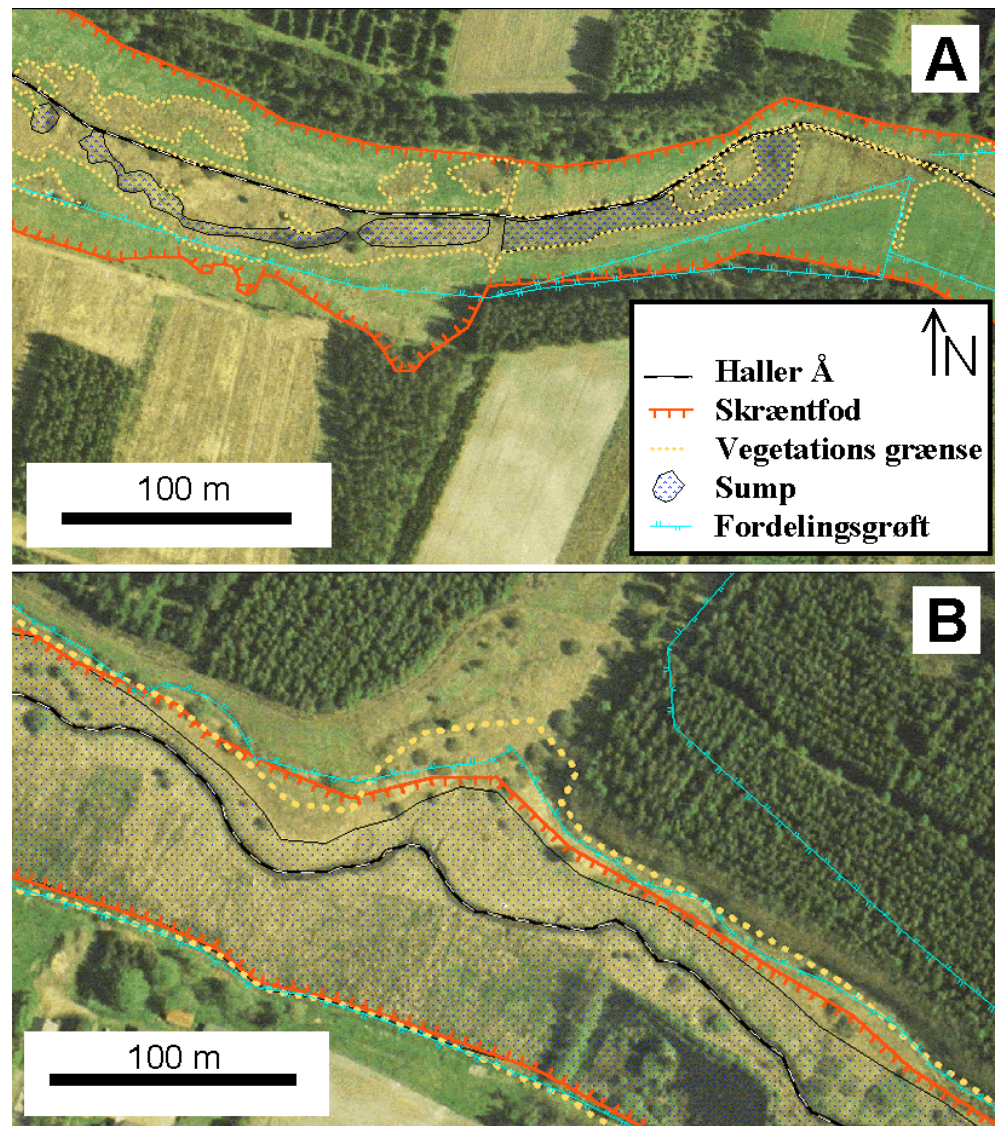 A
N
Haller Å
Skræntfod
Vegetations grænse
Sump
Fordelingsgrøft
100 m
B
100 m